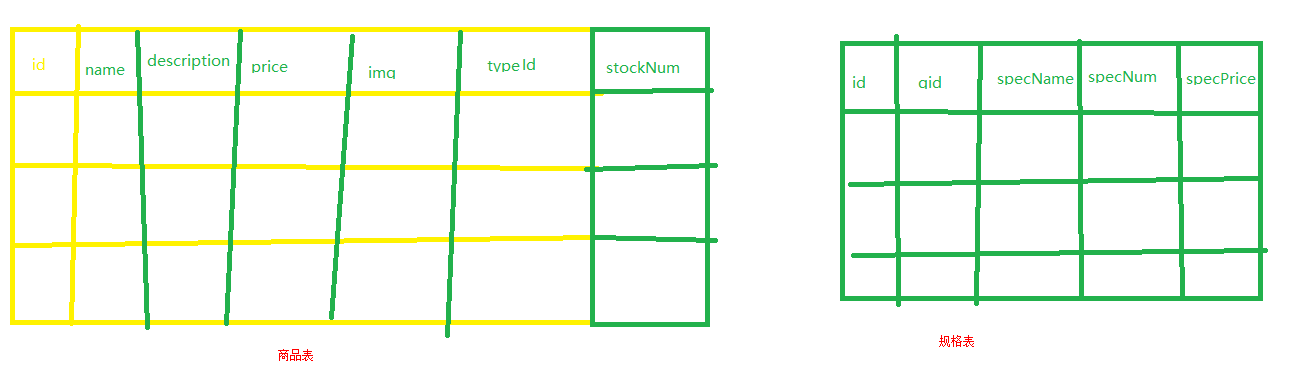 id name description price img typeId stockNum
id gid specName specNum specPrice
商品表
规格表